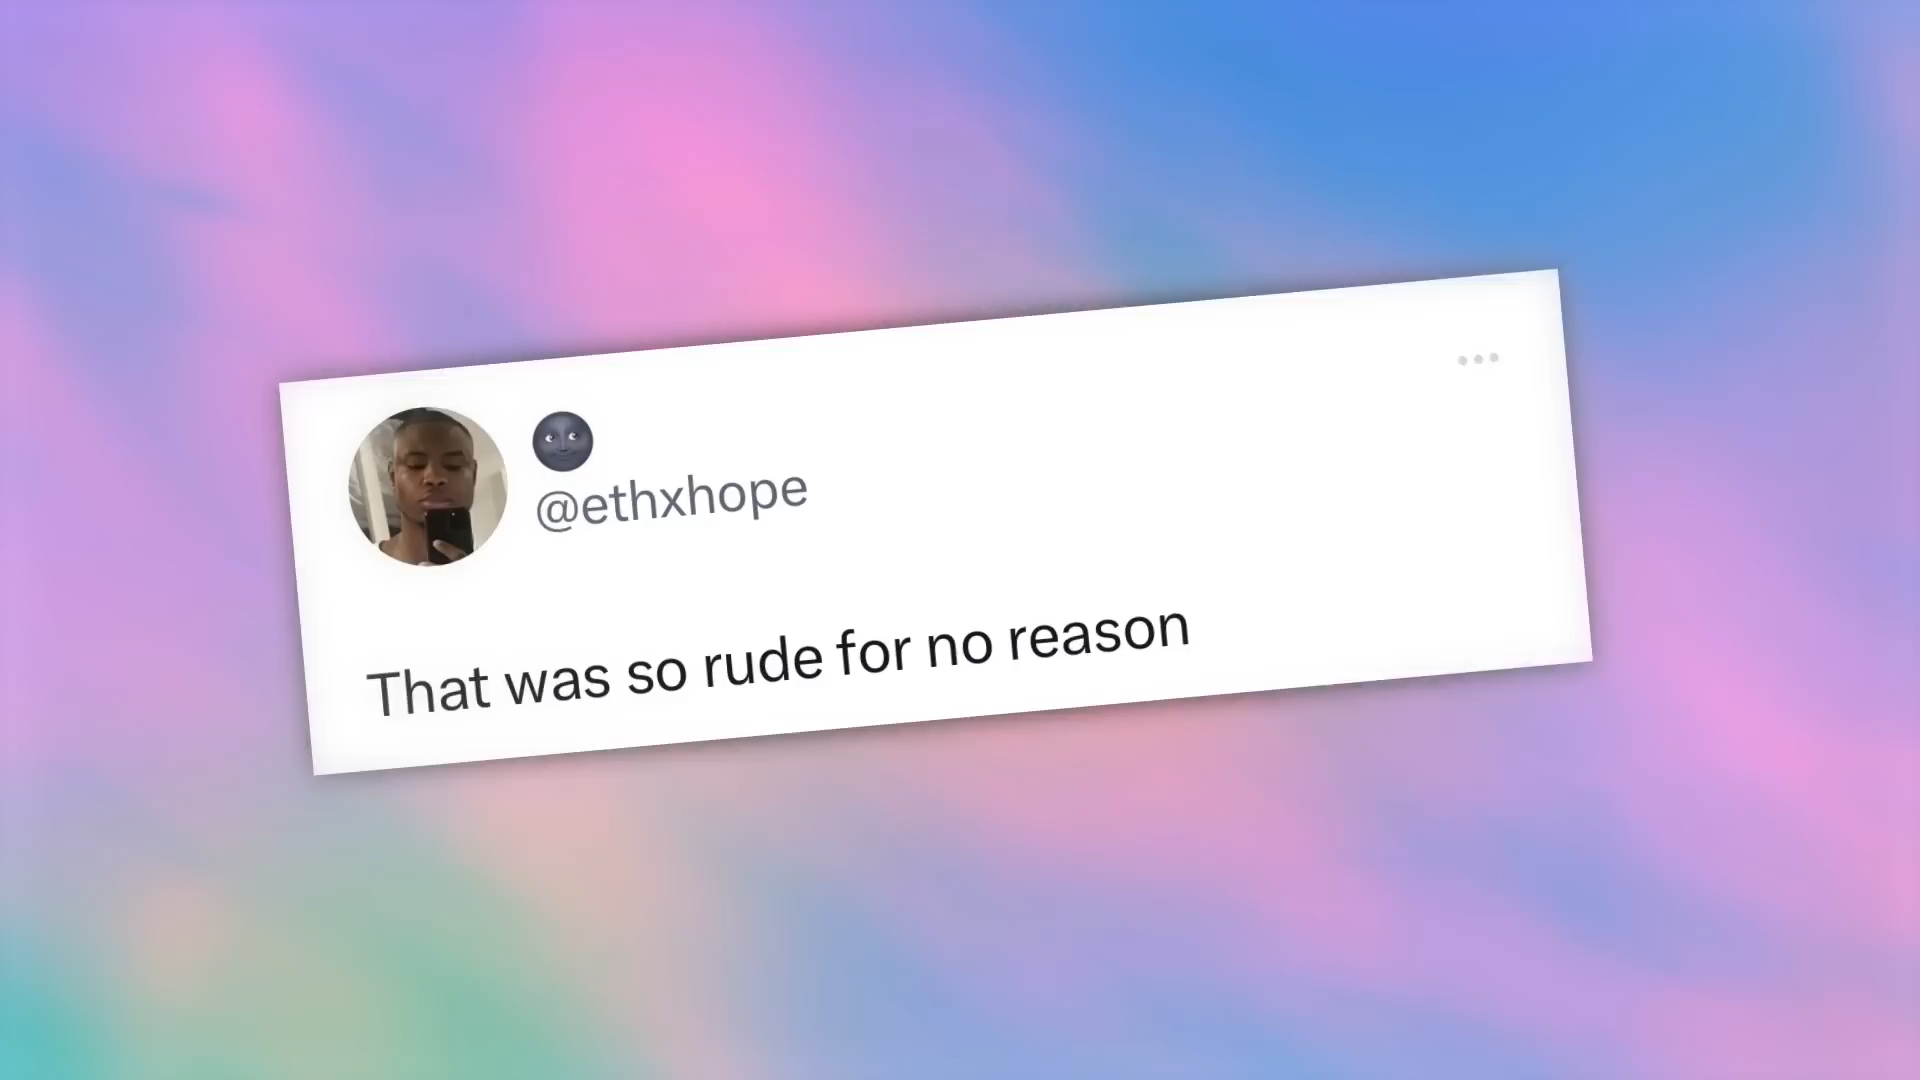 🌚
@ethxhope
That was so rude for no reason